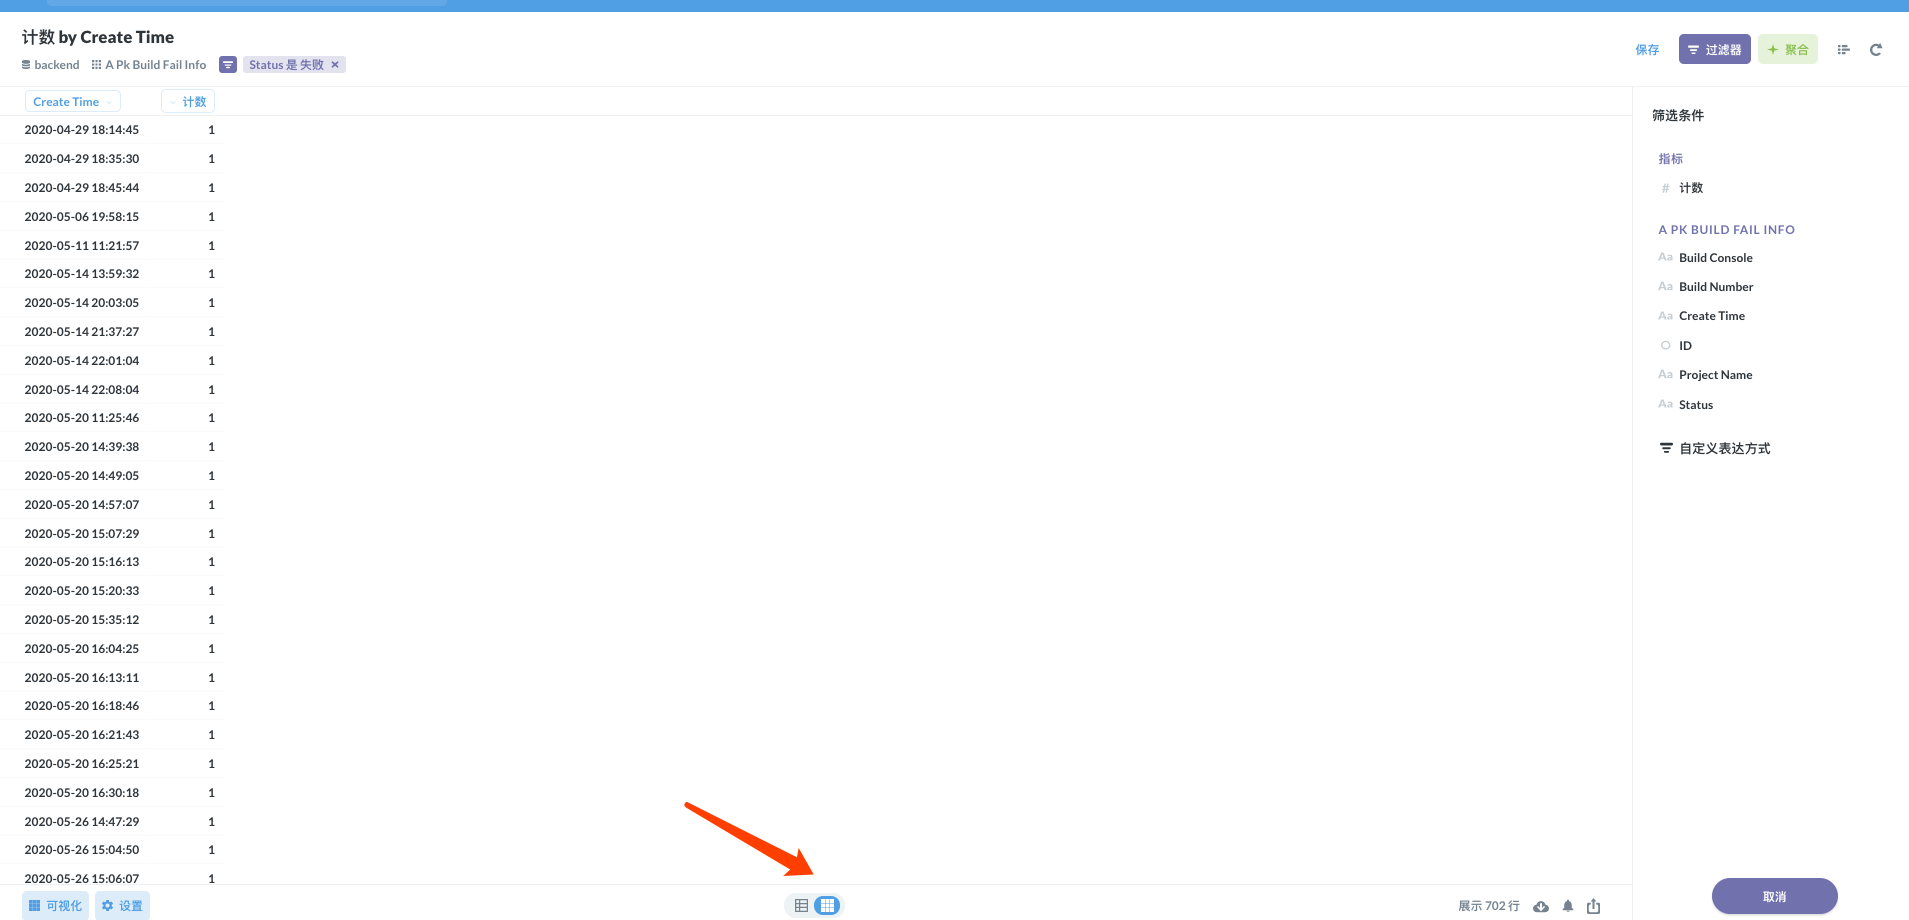 计数 by Create Time
backend A Pk Build Fail Info Status 是 失败 ×
保存 过滤器 聚合
Create Time 计数
2020-04-29 18:14:45 1
2020-04-29 18:35:30 1
2020-04-29 18:45:44 1
2020-05-06 19:58:15 1
2020-05-11 11:21:57 1
2020-05-14 13:59:32 1
2020-05-14 20:03:05 1
2020-05-14 21:37:27 1
2020-05-14 22:01:04 1
2020-05-14 22:08:04 1
2020-05-20 11:25:46 1
2020-05-20 14:39:38 1
2020-05-20 14:49:05 1
2020-05-20 14:57:07 1
2020-05-20 15:07:29 1
2020-05-20 15:16:13 1
2020-05-20 15:20:33 1
2020-05-20 15:35:12 1
2020-05-20 16:04:25 1
2020-05-20 16:13:11 1
2020-05-20 16:18:46 1
2020-05-20 16:21:43 1
2020-05-20 16:25:21 1
2020-05-20 16:30:18 1
2020-05-26 14:47:29 1
2020-05-26 15:04:50 1
2020-05-26 15:06:07 1
筛选条件
指标
# 计数
A PK BUILD FAIL INFO
Aa Build Console
Aa Build Number
Aa Create Time
ID
Aa Project Name
Aa Status
自定义表达方式
可视化 设置
展示 702 行
取消